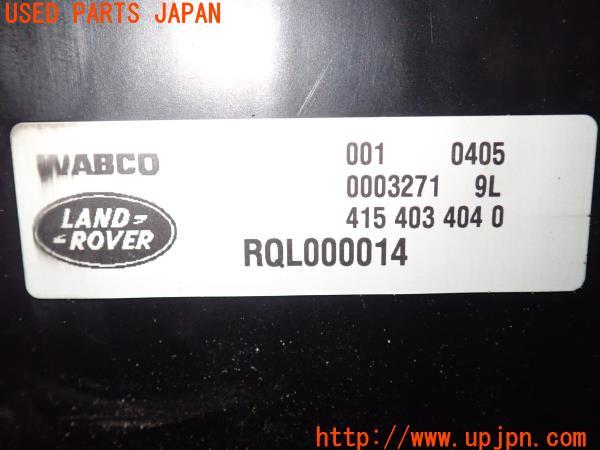 USED PARTS JAPAN
WABCO
001 0405
0003271 9L
415 403 404 0
LAND-
-ROVER
RQL000014
http://www.upjpn.com/